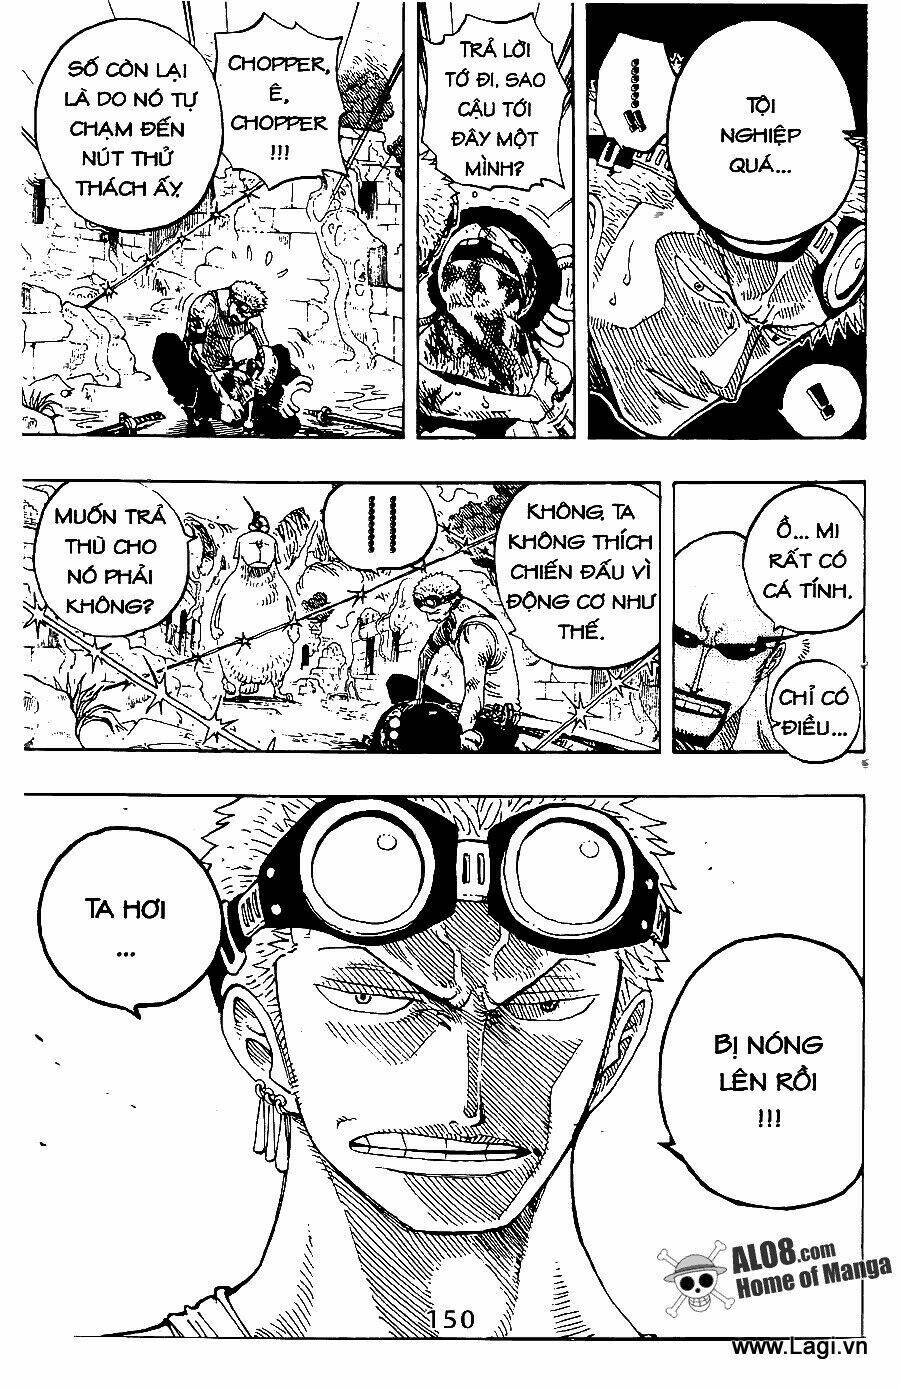 SỐ CÒN LẠI
LÀ DO NÓ TỰ
CHẠM ĐẾN
NÚT THỬ
THÁCH ẤY.
CHOPPER,
Ê,
CHOPPER
!!!
TRẢ LỜI
TỚ ĐI, SAO
CẬU TỚI
ĐÂY MỘT
MÌNH?
.......!!
TỘI
NGHIỆP
QUÁ...
!
MUỐN TRẢ
THÙ CHO
NÓ PHẢI
KHÔNG?
KHÔNG, TA
KHÔNG THÍCH
CHIẾN ĐẤU VÌ
ĐỘNG CƠ NHƯ
THẾ.
Ồ... MI
RẤT CÓ
CÁ TÍNH.
CHỈ CÓ
ĐIỀU...
TA HƠI
...
BỊ NÓNG
LÊN RỒI
!!!
150
ALO8.com
Home of Manga
www.Lagi.vn